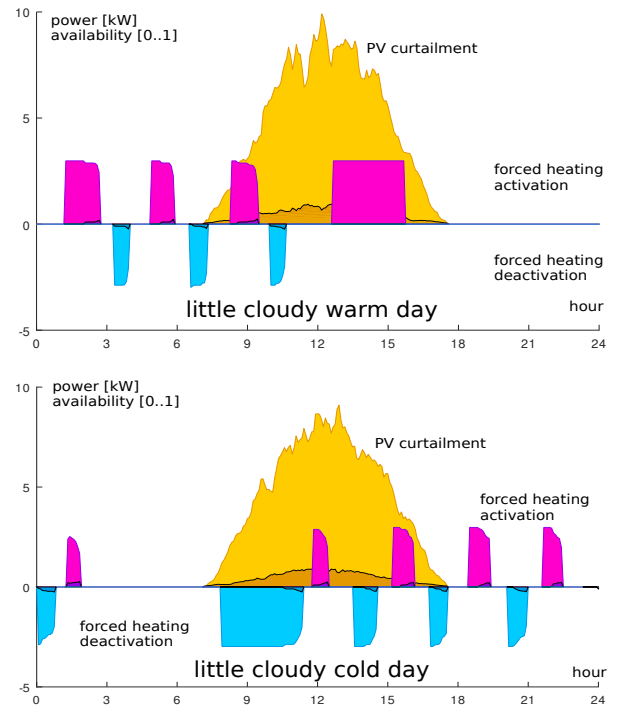 10
power [kW]
availability [0..1]
PV curtailment
5
forced heating
activation
0
forced heating
deactivation
little cloudy warm day
hour
-5
0 3 6 9 12 15 18 21 24
10
power [kW]
availability [0..1]
PV curtailment
5
forced heating
activation
0
forced heating
deactivation
little cloudy cold day
hour
-5
0 3 6 9 12 15 18 21 24